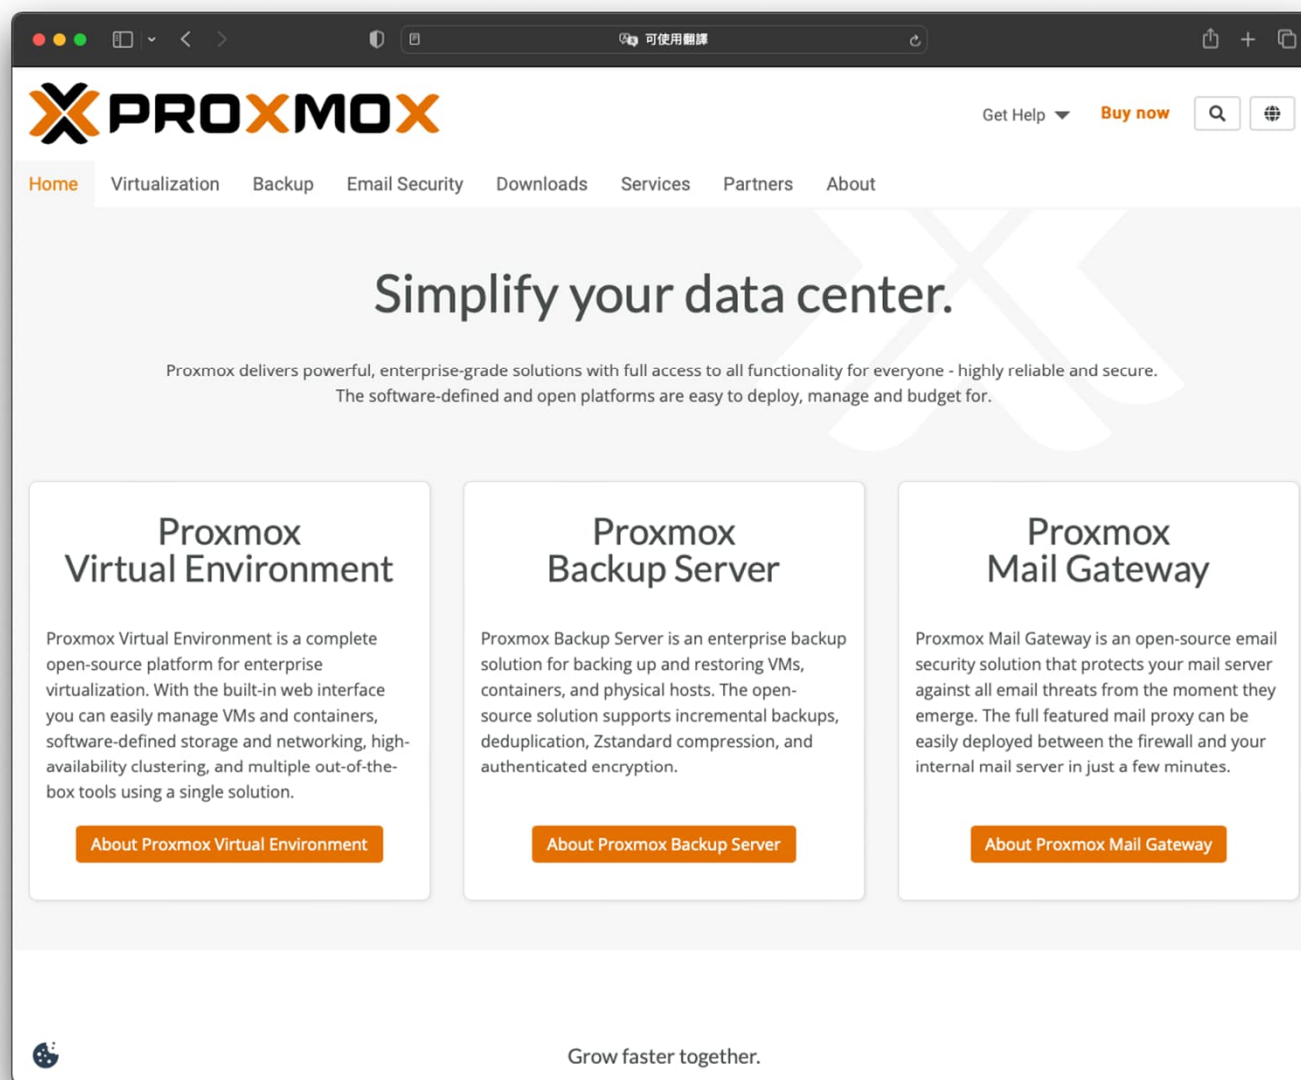 可使用翻譯
PROXMOX
Get Help
Buy now
Home
Virtualization
Backup
Email Security
Downloads
Services
Partners
About
Simplify your data center.
Proxmox delivers powerful, enterprise-grade solutions with full access to all functionality for everyone - highly reliable and secure.
The software-defined and open platforms are easy to deploy, manage and budget for.
Proxmox
Virtual Environment
Proxmox Virtual Environment is a complete
open-source platform for enterprise
virtualization. With the built-in web interface
you can easily manage VMs and containers,
software-defined storage and networking, high-
availability clustering, and multiple out-of-the-
box tools using a single solution.
About Proxmox Virtual Environment
Proxmox
Backup Server
Proxmox Backup Server is an enterprise backup
solution for backing up and restoring VMs,
containers, and physical hosts. The open-
source solution supports incremental backups,
deduplication, Zstandard compression, and
authenticated encryption.
About Proxmox Backup Server
Proxmox
Mail Gateway
Proxmox Mail Gateway is an open-source email
security solution that protects your mail server
against all email threats from the moment they
emerge. The full featured mail proxy can be
easily deployed between the firewall and your
internal mail server in just a few minutes.
About Proxmox Mail Gateway
Grow faster together.